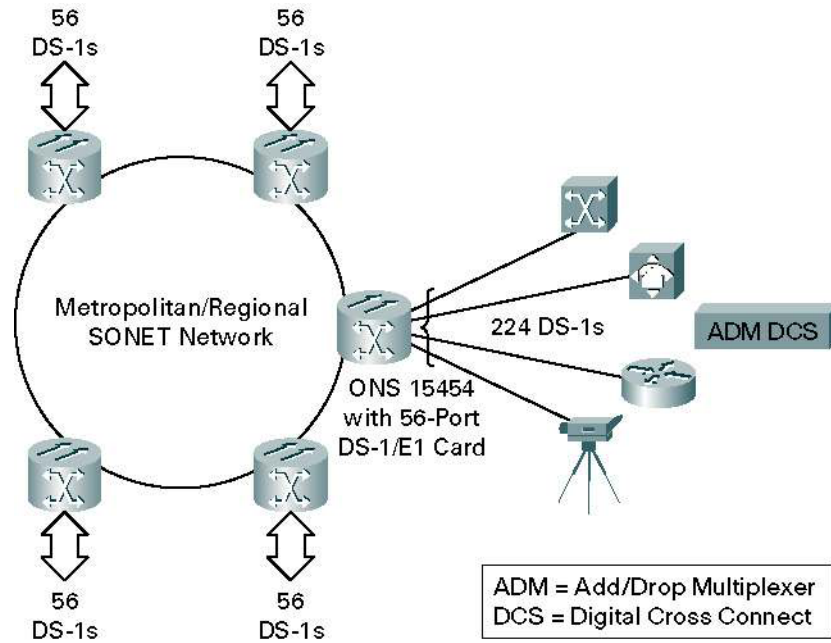 56
DS-1s
56
DS-1s
Metropolitan/Regional
SONET Network
224 DS-1s
ADM DCS
ONS 15454
with 56-Port
DS-1/E1 Card
56
DS-1s
56
DS-1s
ADM = Add/Drop Multiplexer
DCS = Digital Cross Connect